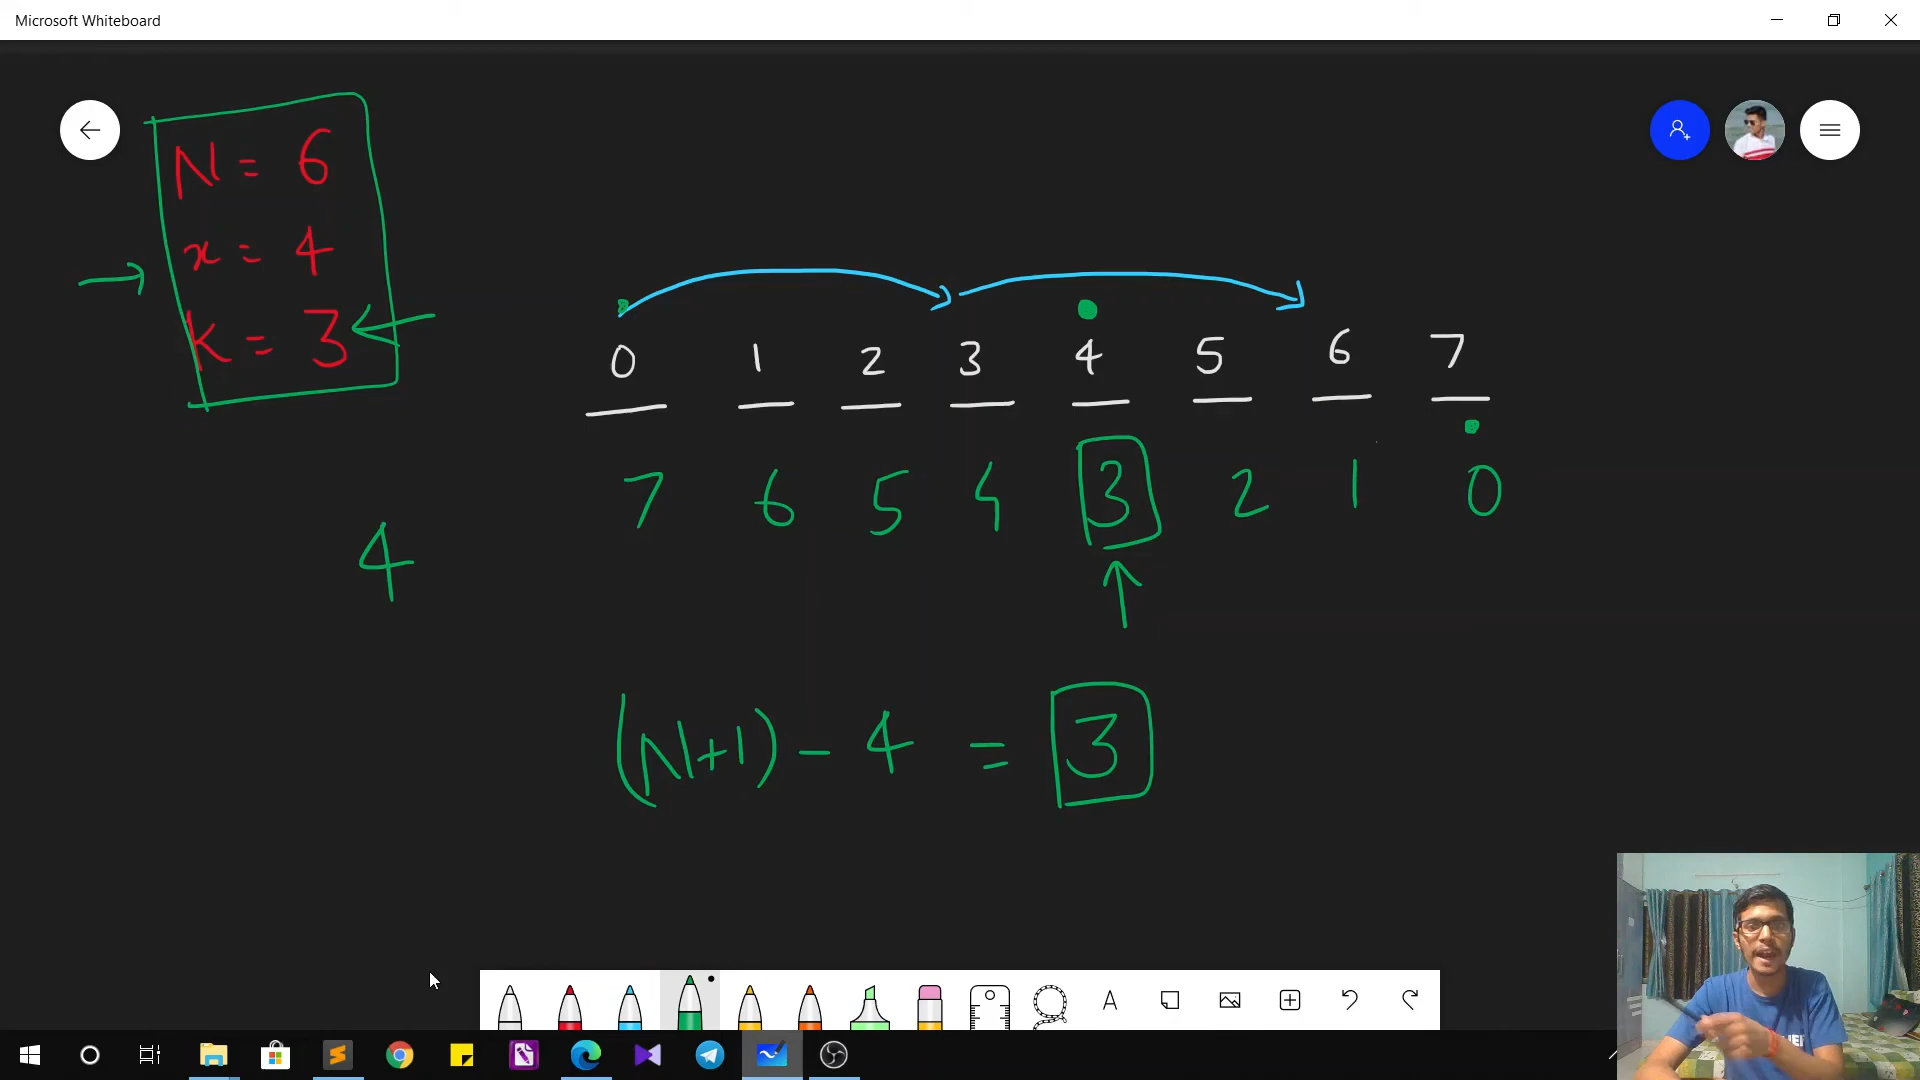 Microsoft Whiteboard
N = 6
x = 4
K = 3
0 1 2 3 4 5 6 7
7 6 5 4 3 2 1 0
4
(N+1) - 4 = 3